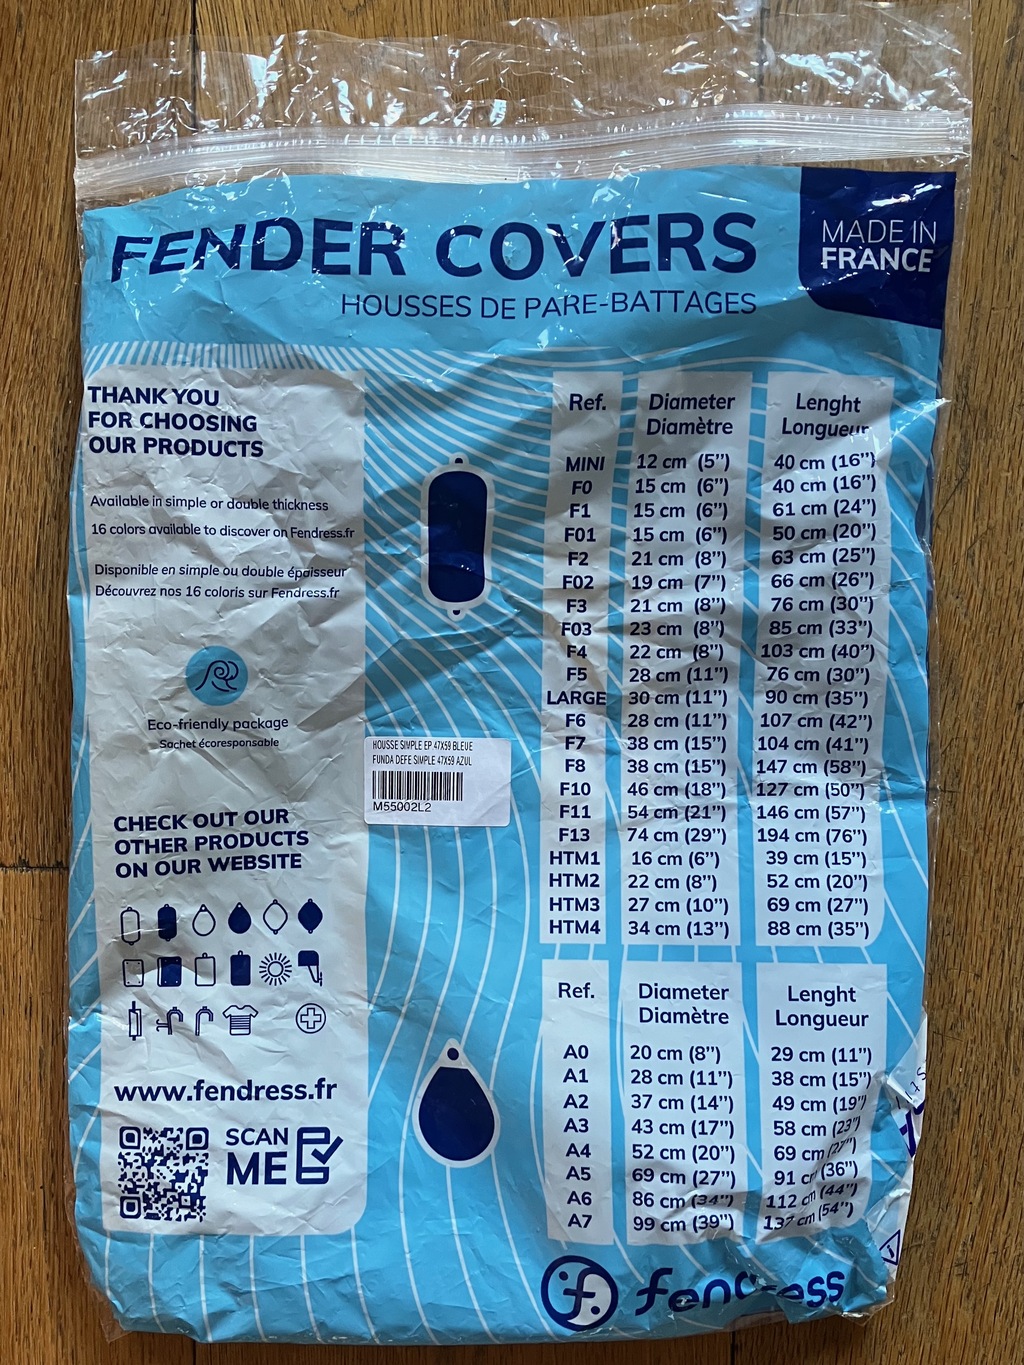 FENDER COVERS
HOUSSES DE PARE-BATTAGES
MADE IN
FRANCE
THANK YOU
FOR CHOOSING
OUR PRODUCTS
Available in simple or double thickness
16 colors available to discover on Fendress.fr
Disponible en simple ou double épaisseur
Découvrez nos 16 coloris sur Fendress.fr
Eco-friendly package
Sachet écoresponsable
CHECK OUT OUR
OTHER PRODUCTS
ON OUR WEBSITE
www.fendress.fr
SCAN
ME
HOUSSE SIMPLE EP 47X59 BLEUE
FUNDA DEFE SIMPLE 47X59 AZUL
M55002L2
Ref. Diameter Lenght
Diamètre Longueur
MINI 12 cm (5”) 40 cm (16”)
F0 15 cm (6”) 40 cm (16”)
F1 15 cm (6”) 61 cm (24”)
F01 15 cm (6”) 50 cm (20”)
F2 21 cm (8”) 63 cm (25”)
F02 19 cm (7”) 66 cm (26”)
F3 21 cm (8”) 76 cm (30”)
F03 23 cm (8”) 85 cm (33”)
F4 22 cm (8”) 103 cm (40”)
F5 28 cm (11”) 76 cm (30”)
LARGE 30 cm (11”) 90 cm (35”)
F6 28 cm (11”) 107 cm (42”)
F7 38 cm (15”) 104 cm (41”)
F8 38 cm (15”) 147 cm (58”)
F10 46 cm (18”) 127 cm (50”)
F11 54 cm (21”) 146 cm (57”)
F13 74 cm (29”) 194 cm (76”)
HTM1 16 cm (6”) 39 cm (15”)
HTM2 22 cm (8”) 52 cm (20”)
HTM3 27 cm (10”) 69 cm (27”)
HTM4 34 cm (13”) 88 cm (35”)
Ref. Diameter Lenght
Diamètre Longueur
A0 20 cm (8”) 29 cm (11”)
A1 28 cm (11”) 38 cm (15”)
A2 37 cm (14”) 49 cm (19”)
A3 43 cm (17”) 58 cm (23”)
A4 52 cm (20”) 69 cm (27”)
A5 69 cm (27”) 91 cm (36”)
A6 86 cm (34”) 112 cm (44”)
A7 99 cm (39”) 137 cm (54”)
fendress